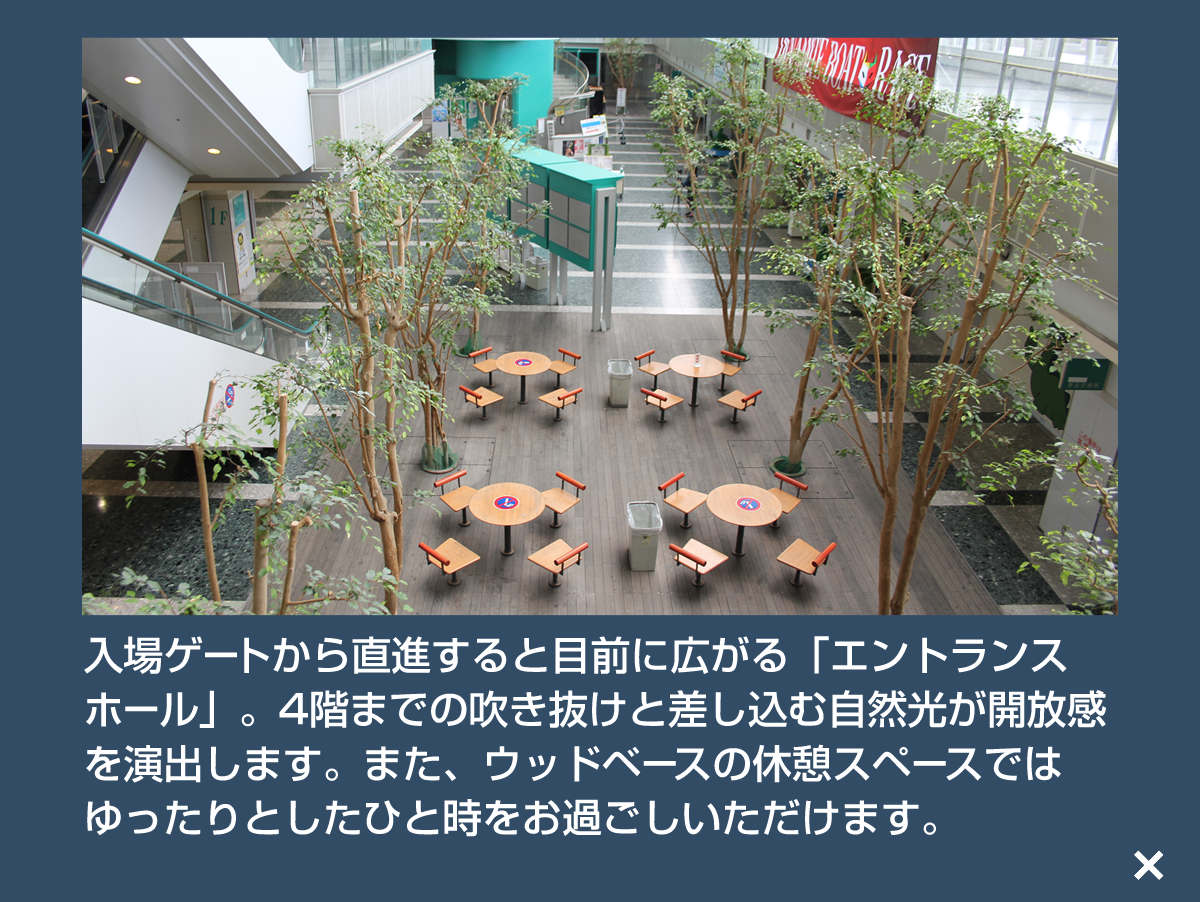 BOAT RACE
1F
入場ゲートから直進すると目前に広がる「エントランス
ホール」。4階までの吹き抜けと差し込む自然光が開放感
を演出します。また、ウッドベースの休憩スペースでは
ゆったりとしたひと時をお過ごしいただけます。